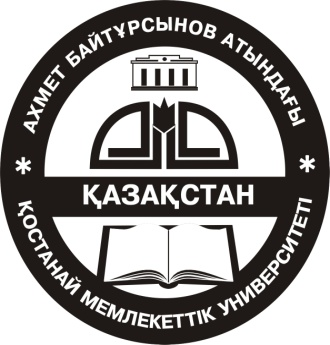 АХМЕТ БАЙТҰРСЫНОВ АТЫНДАҒЫ
ҚАЗАҚСТАН
ҚОСТАНАЙ МЕМЛЕКЕТТІК УНИВЕРСИТЕТІ